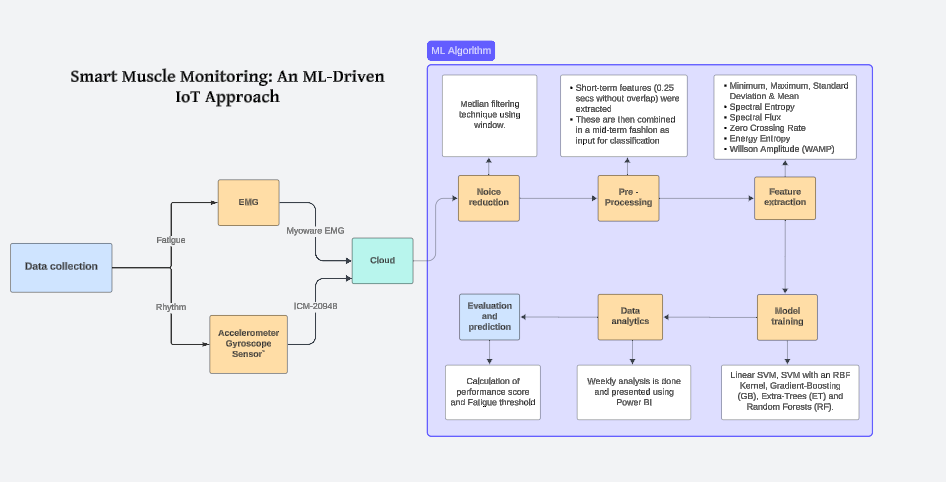 ML Algorithm
Smart Muscle Monitoring: An ML-Driven
IoT Approach
Median filtering
technique using
window.
• Short-term features (0.25
secs without overlap) were
extracted
• These are then combined
in a mid-term fashion as
input for classification
• Minimum, Maximum, Standard
Deviation & Mean
• Spectral Entropy
• Spectral Flux
• Zero Crossing Rate
• Energy Entropy
• Willson Amplitude (WAMP)
Data collection
Fatigue
EMG
Myoware EMG
Rhythm
Accelerometer
Gyroscope
Sensor`
ICM-20948
Cloud
Noice
reduction
Pre -
Processing
Feature
extraction
Model
training
Data
analytics
Evaluation
and
prediction
Linear SVM, SVM with an RBF
Kernel, Gradient-Boosting
(GB), Extra-Trees (ET) and
Random Forests (RF).
Weekly analysis is done
and presented using
Power BI
Calculation of
performance score
and Fatigue threshold